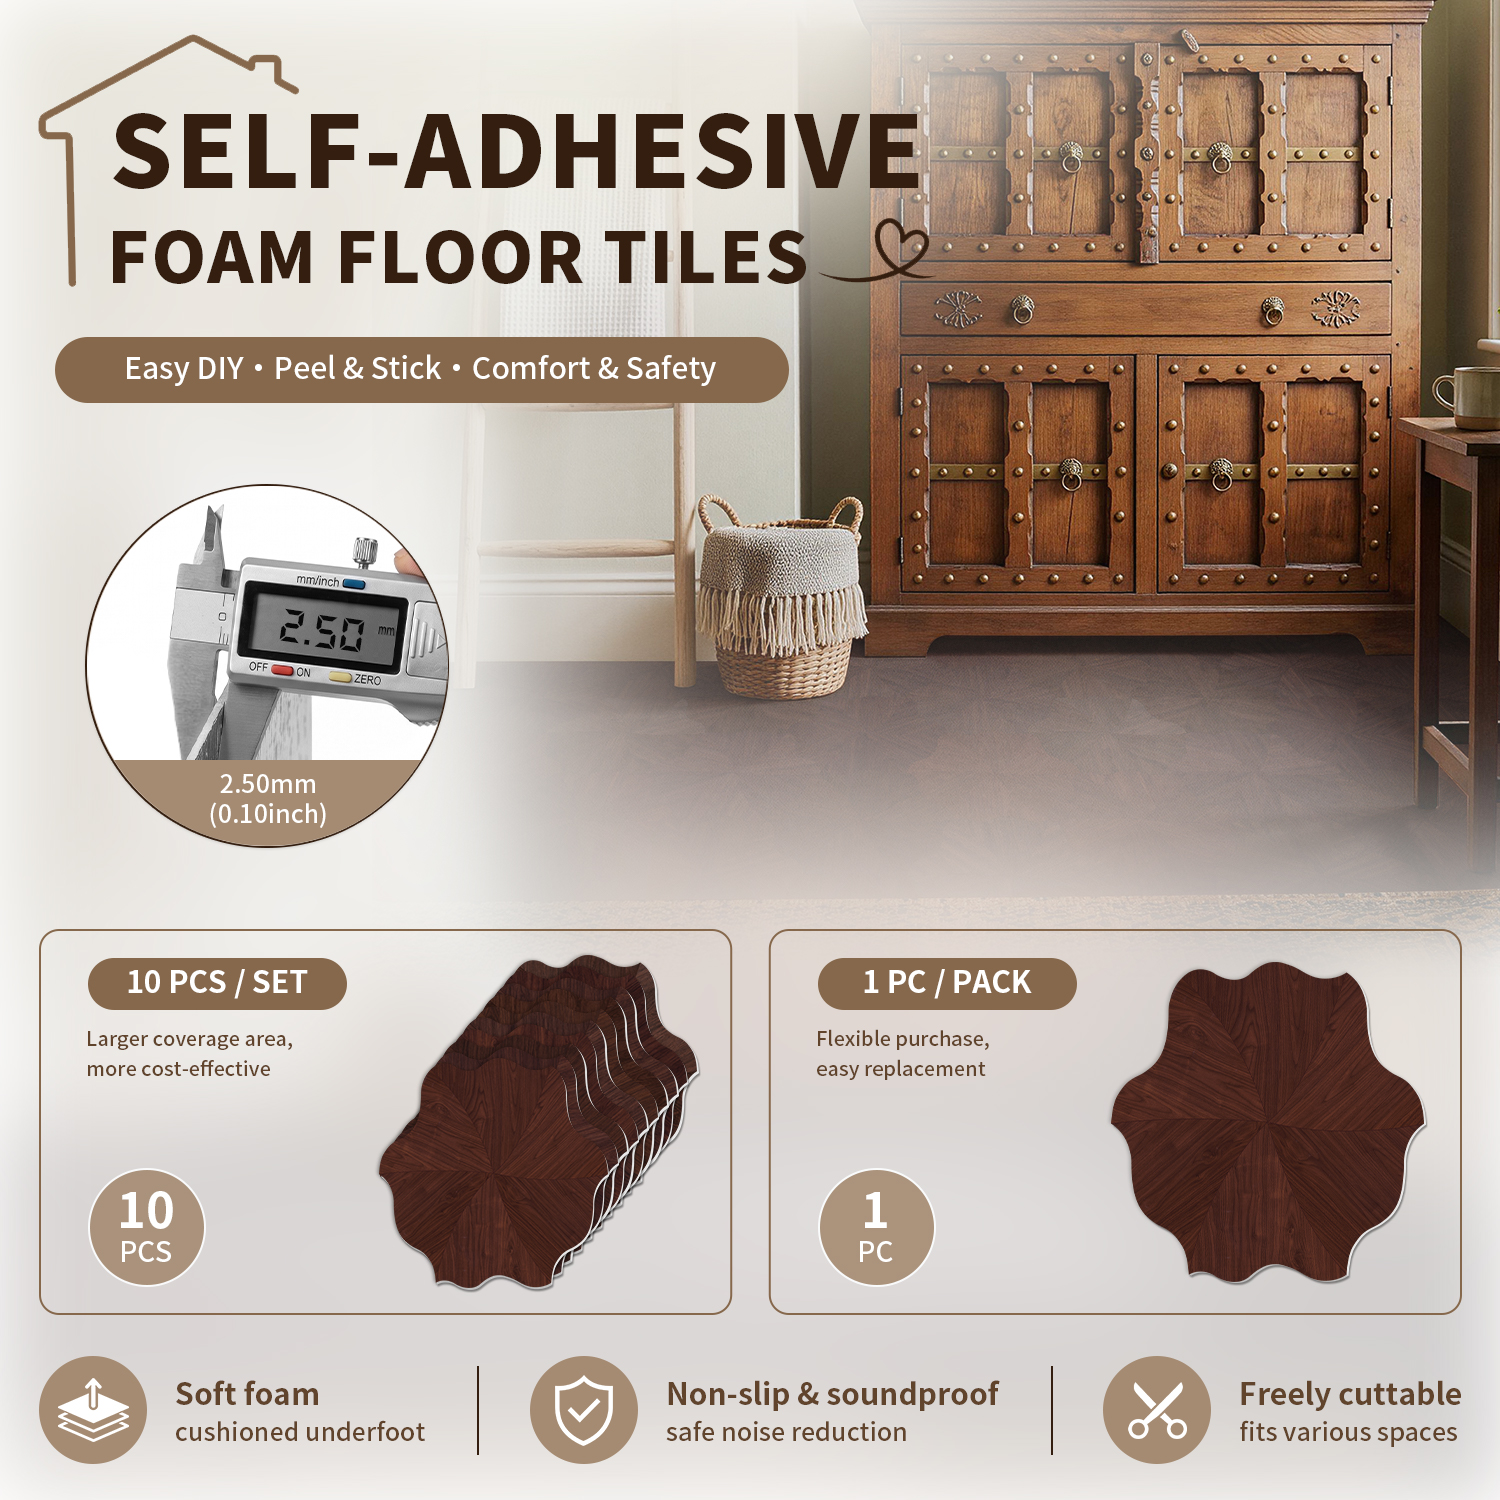 SELF-ADHESIVE
FOAM FLOOR TILES
Easy DIY • Peel & Stick • Comfort & Safety
mm/inch
0
2.50 mm
OFF ON ZERO
2.50mm
(0.10inch)
10 PCS / SET
Larger coverage area,
more cost-effective
10
PCS
1 PC / PACK
Flexible purchase,
easy replacement
1
PC
Soft foam
cushioned underfoot
Non-slip & soundproof
safe noise reduction
Freely cuttable
fits various spaces